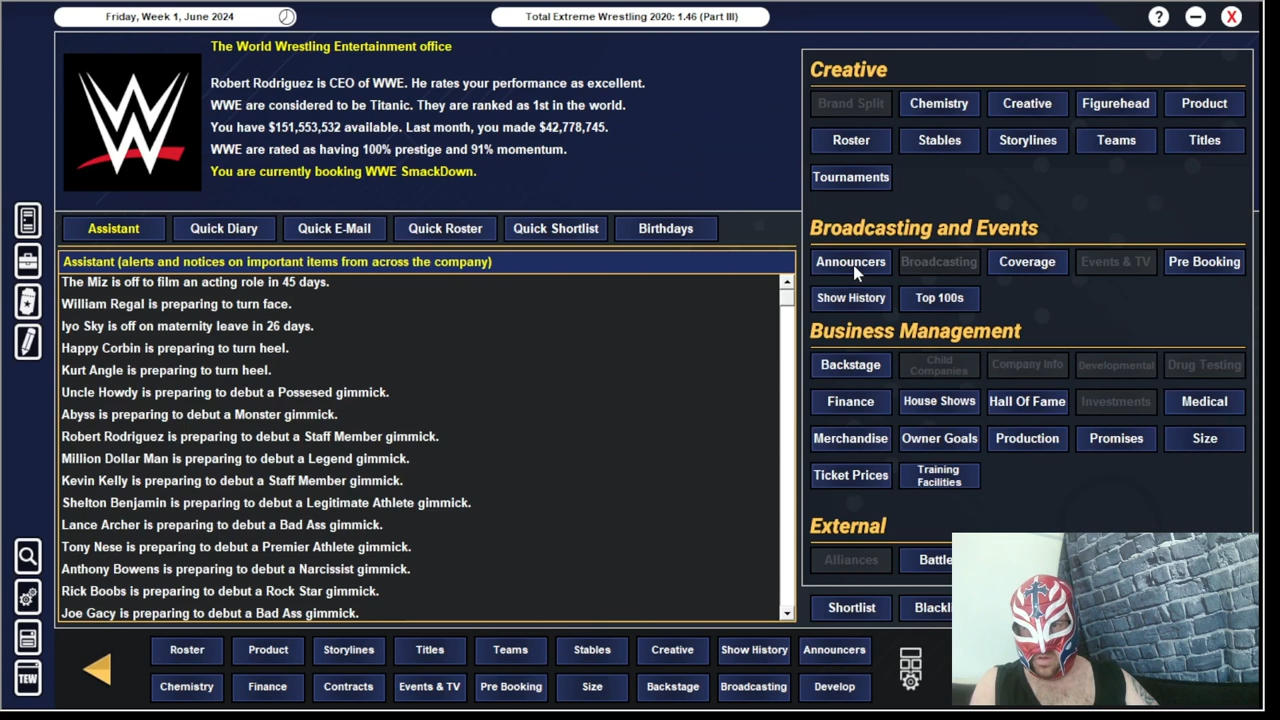 Friday, Week 1, June 2024
Total Extreme Wrestling 2020: 1.46 (Part III)
?
X
The World Wrestling Entertainment office
Robert Rodriguez is CEO of WWE. He rates your performance as excellent.
WWE are considered to be Titanic. They are ranked as 1st in the world.
You have $151,553,532 available. Last month, you made $42,778,745.
WWE are rated as having 100% prestige and 91% momentum.
You are currently booking WWE SmackDown.
Assistant
Quick Diary
Quick E-Mail
Quick Roster
Quick Shortlist
Birthdays
Assistant (alerts and notices on important items from across the company)
The Miz is off to film an acting role in 45 days.
William Regal is preparing to turn face.
Iyo Sky is off on maternity leave in 26 days.
Happy Corbin is preparing to turn heel.
Kurt Angle is preparing to turn heel.
Uncle Howdy is preparing to debut a Possesed gimmick.
Abyss is preparing to debut a Monster gimmick.
Robert Rodriguez is preparing to debut a Staff Member gimmick.
Million Dollar Man is preparing to debut a Legend gimmick.
Kevin Kelly is preparing to debut a Staff Member gimmick.
Shelton Benjamin is preparing to debut a Legitimate Athlete gimmick.
Lance Archer is preparing to debut a Bad Ass gimmick.
Tony Nese is preparing to debut a Premier Athlete gimmick.
Anthony Bowens is preparing to debut a Narcissist gimmick.
Rick Boobs is preparing to debut a Rock Star gimmick.
Joe Gacy is preparing to debut a Bad Ass gimmick.
Creative
Brand Split
Chemistry
Creative
Figurehead
Product
Roster
Stables
Storylines
Teams
Titles
Tournaments
Broadcasting and Events
Announcers
Broadcasting
Coverage
Events & TV
Pre Booking
Show History
Top 100s
Business Management
Backstage
Child Companies
Company Info
Developmental
Drug Testing
Finance
House Shows
Hall Of Fame
Investments
Medical
Merchandise
Owner Goals
Production
Promises
Size
Ticket Prices
Training Facilities
External
Alliances
Battle
Shortlist
Blackli
Roster
Product
Storylines
Titles
Teams
Stables
Creative
Show History
Announcers
Chemistry
Finance
Contracts
Events & TV
Pre Booking
Size
Backstage
Broadcasting
Develop
TEW